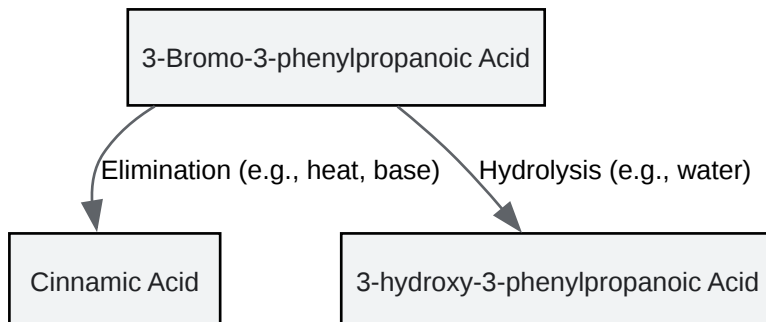 3-Bromo-3-phenylpropanoic Acid
Elimination (e.g., heat, base)
Hydrolysis (e.g., water)
Cinnamic Acid
3-hydroxy-3-phenylpropanoic Acid